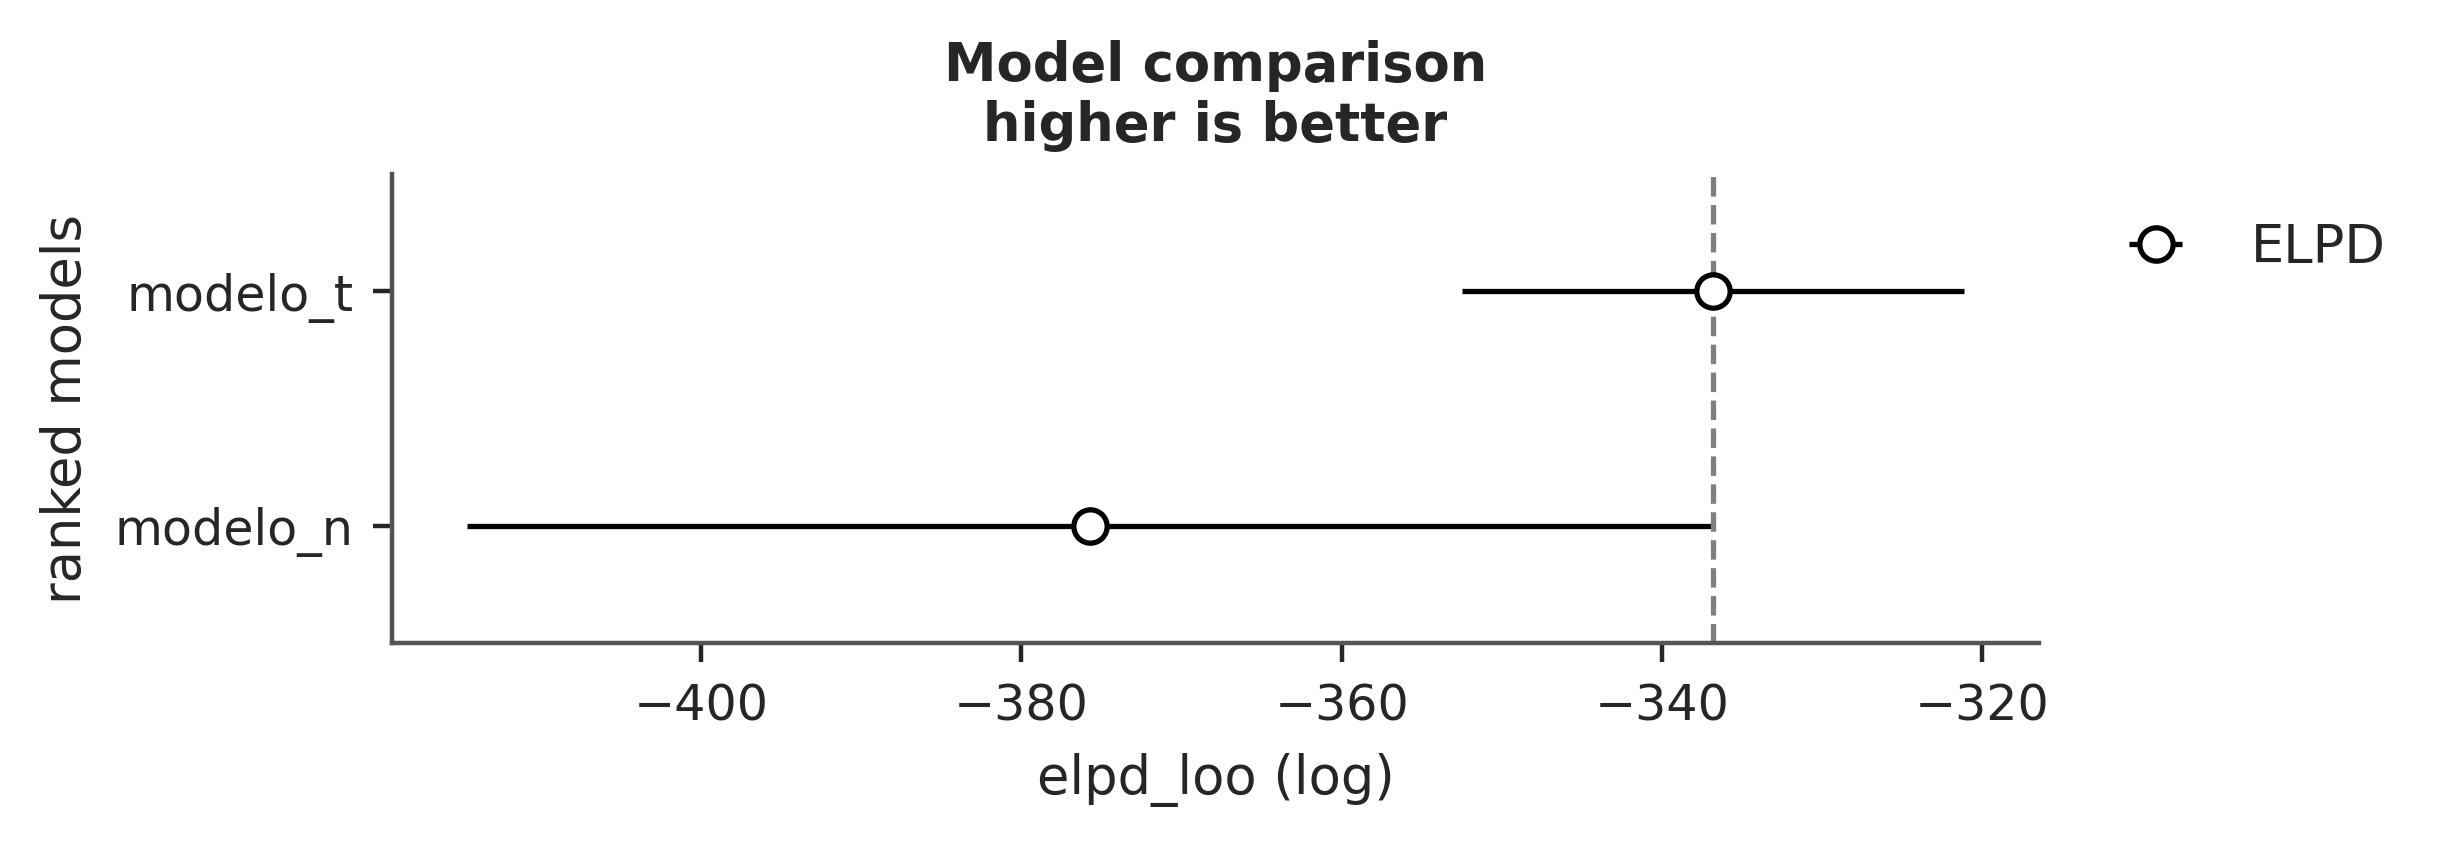 Model comparison
higher is better
ranked models
modelo_t
modelo_n
ELPD
−400
−380
−360
−340
−320
elpd_loo (log)